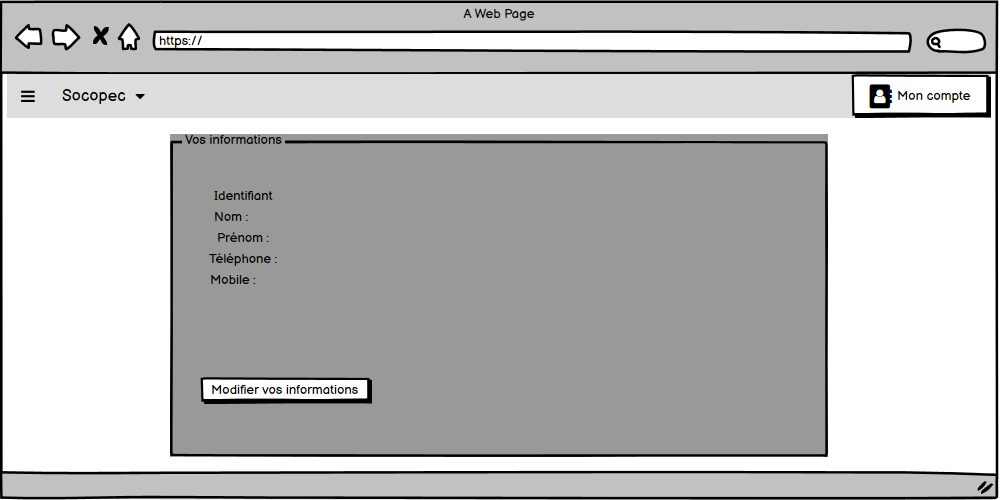 A Web Page
https://
Socopec
Mon compte
Vos informations
Identifiant
Nom :
Prénom :
Téléphone :
Mobile :
Modifier vos informations